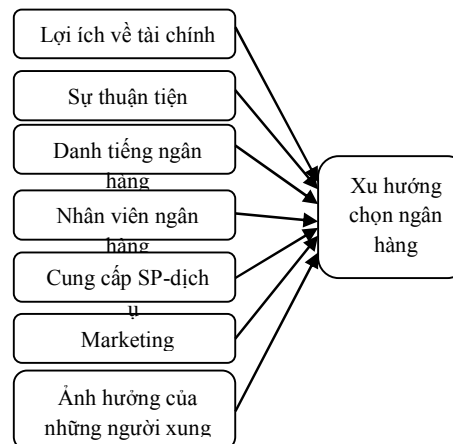 Lợi ích về tài chính
Sự thuận tiện
Danh tiếng ngân
hàng
Nhân viên ngân
hàng
Cung cấp SP-dịch
ụ
Marketing
Ảnh hưởng của
những người xung
Xu hướng
chọn ngân
hàng